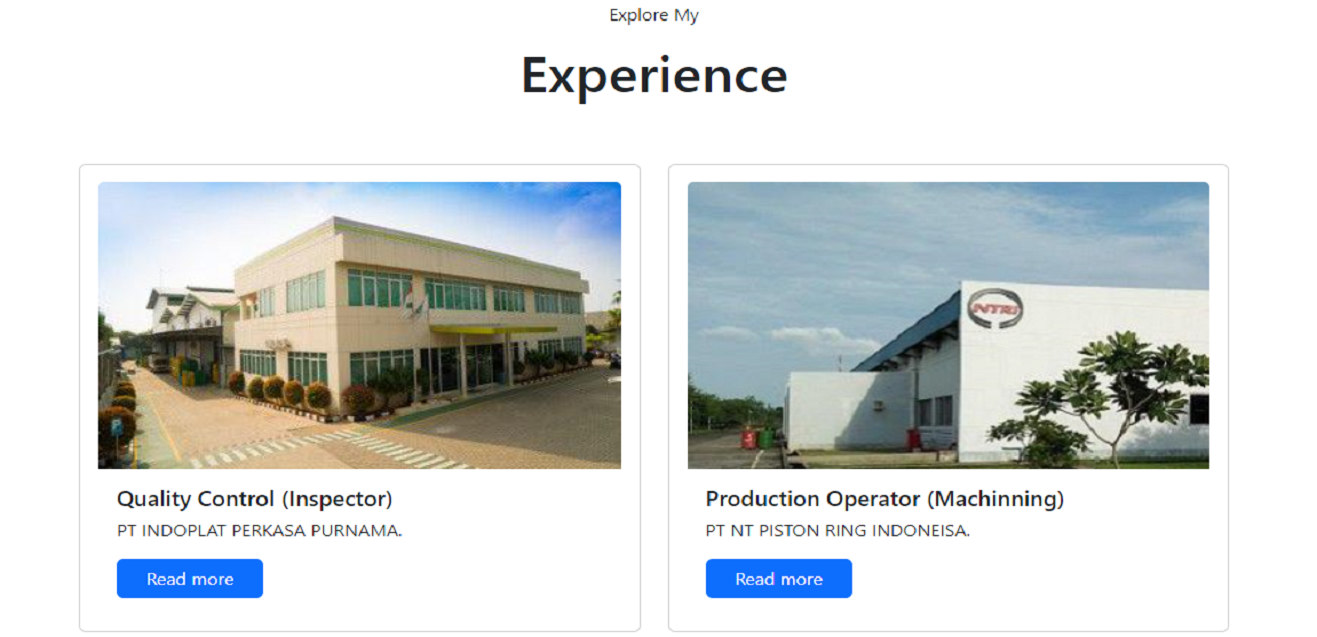 Explore My
Experience
NTRI
Quality Control (Inspector)
PT INDOPLAT PERKASA PURNAMA.
Read more
Production Operator (Machinning)
PT NT PISTON RING INDONEISA.
Read more